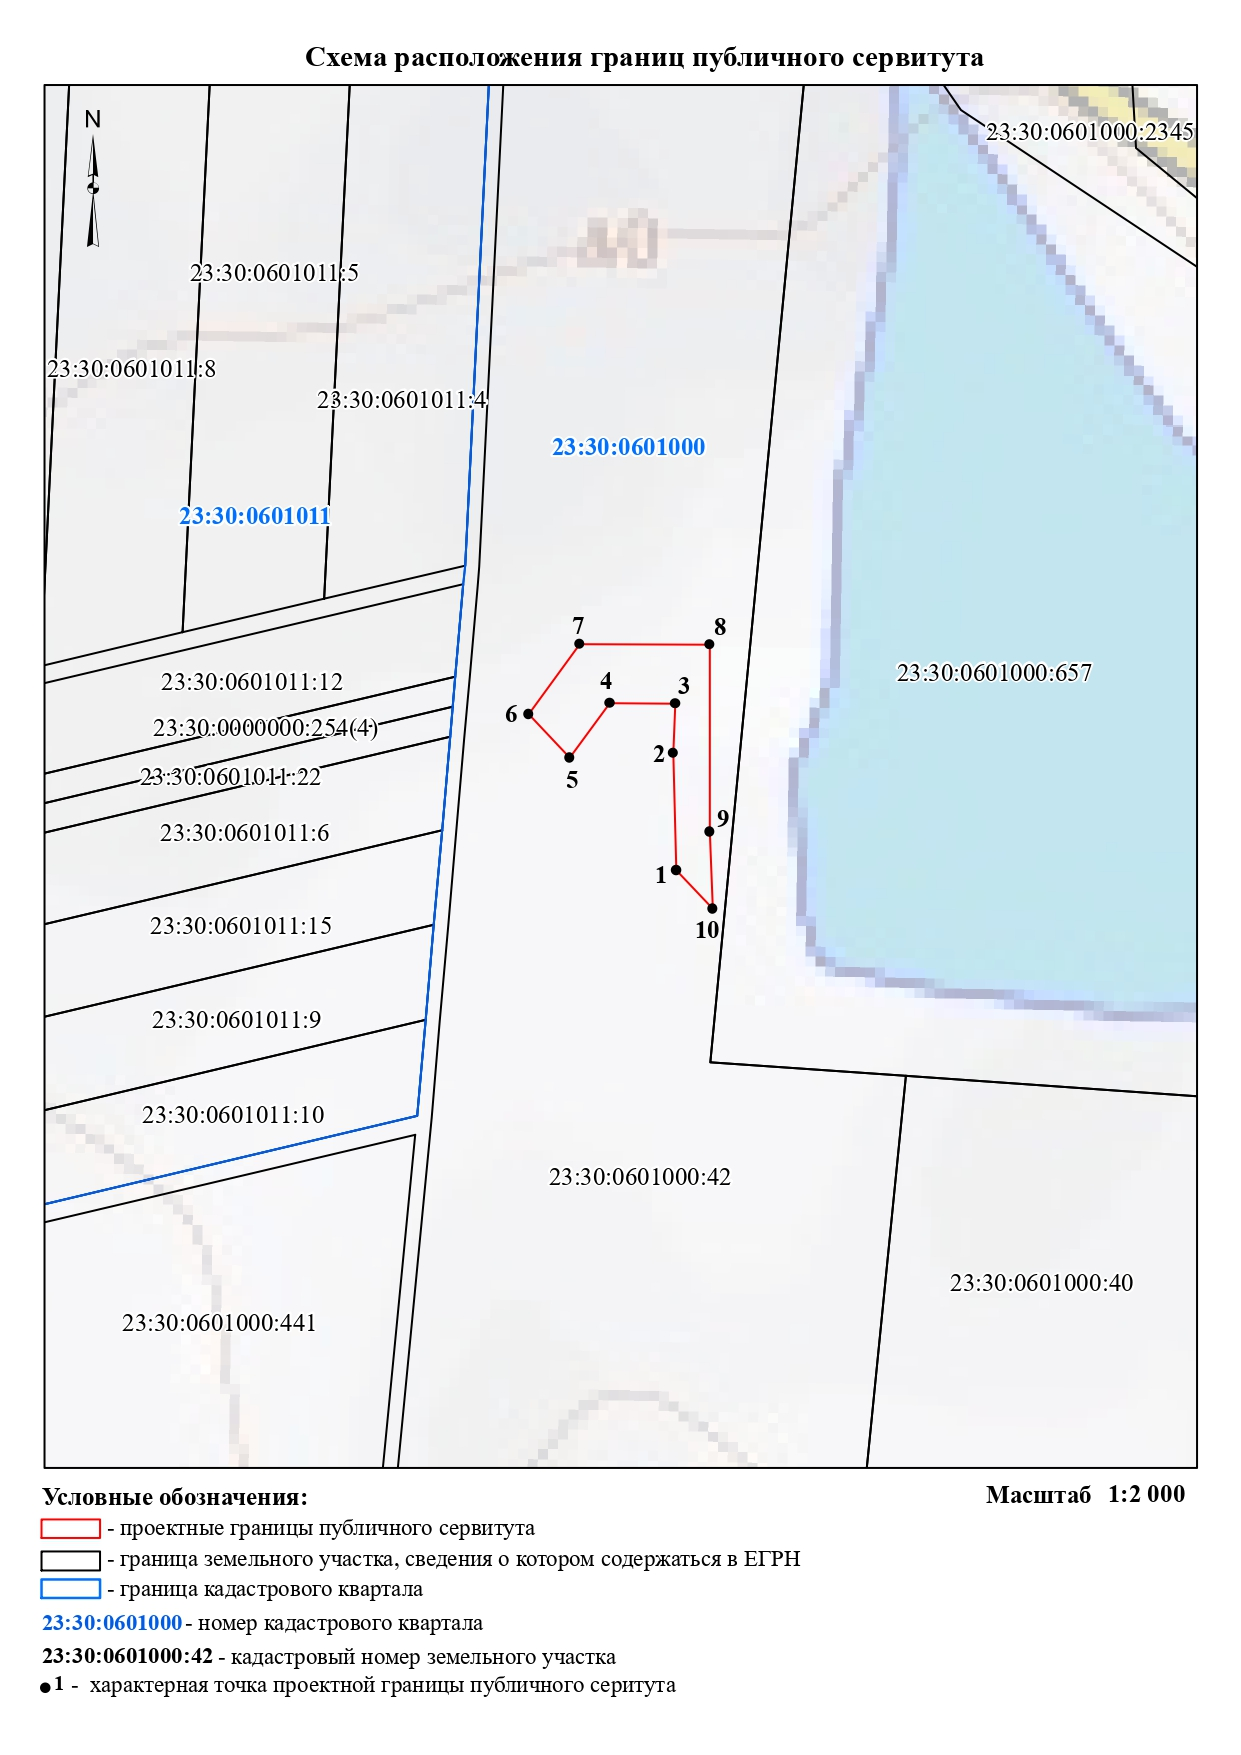 Схема расположения границ публичного сервитута
N
23:30:0601000:2345
23:30:0601011:5
23:30:0601011:8
23:30:0601011:4
23:30:0601000
23:30:0601011
7
8
23:30:0601000:657
23:30:0601011:12
4
3
6
23:30:0000000:254(4)
2
23:30:0601011:22
5
9
23:30:0601011:6
1
23:30:0601011:15
10
23:30:0601011:9
23:30:0601011:10
23:30:0601000:42
23:30:0601000:40
23:30:0601000:441
Условные обозначения:
Масштаб 1:2 000
- проектные границы публичного сервитута
- граница земельного участка, сведения о котором содержаться в ЕГРН
- граница кадастрового квартала
23:30:0601000 - номер кадастрового квартала
23:30:0601000:42 - кадастровый номер земельного участка
1 - характерная точка проектной границы публичного серитута